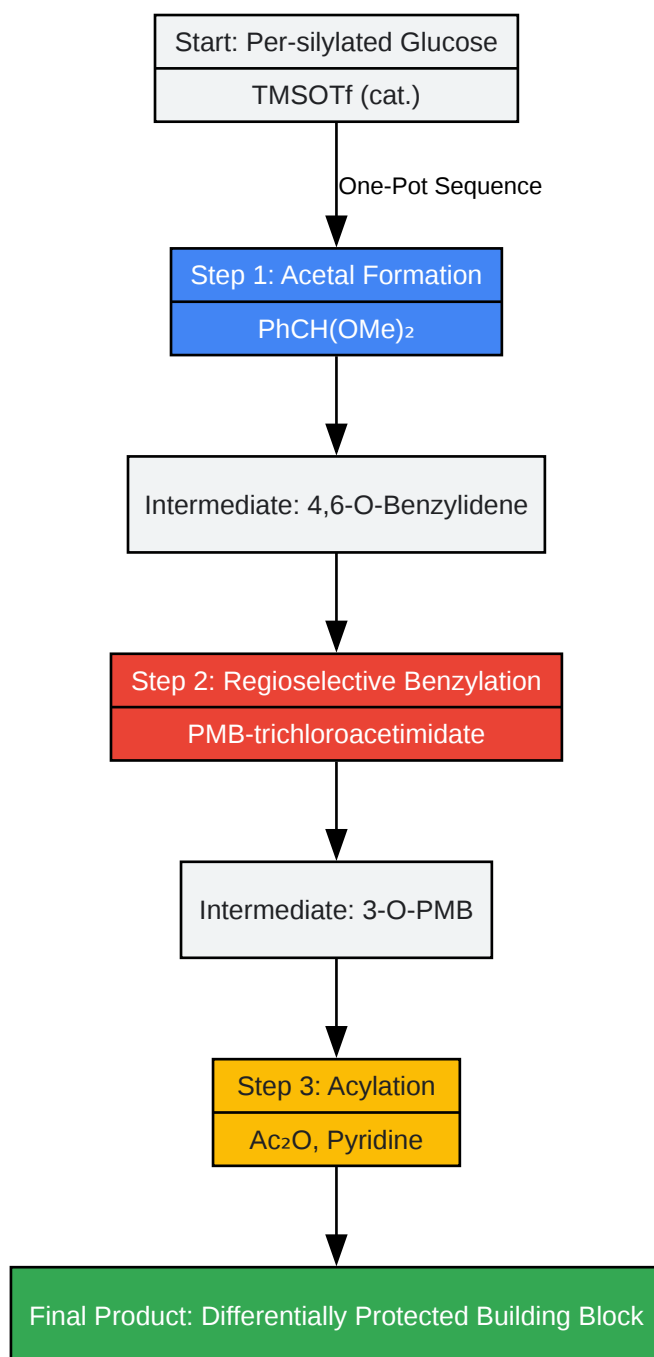 Start: Per-silylated Glucose
TMSOTf (cat.)
One-Pot Sequence
Step 1: Acetal Formation
PhCH(OMe)₂
Intermediate: 4,6-O-Benzylidene
Step 2: Regioselective Benzylation
PMB-trichloroacetimidate
Intermediate: 3-O-PMB
Step 3: Acylation
Ac₂O, Pyridine
Final Product: Differentially Protected Building Block